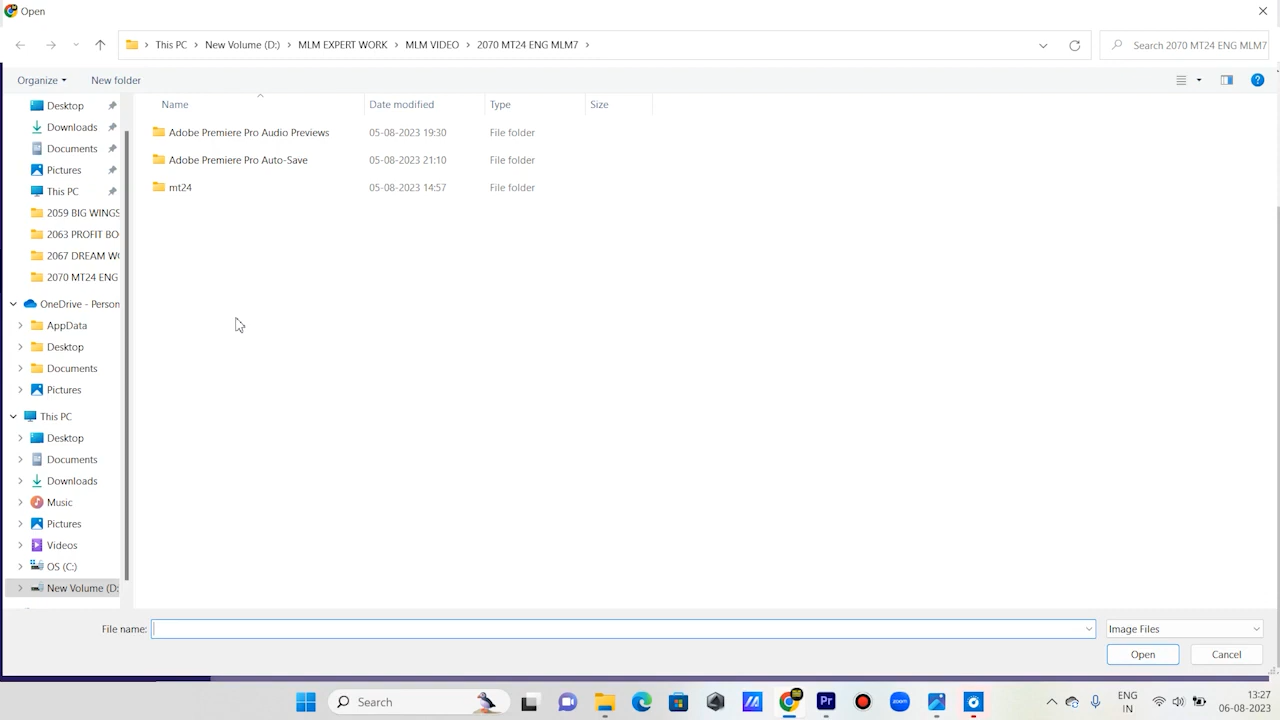 Open
This PC
New Volume (D:)
MLM EXPERT WORK
MLM VIDEO
2070 MT24 ENG MLM7
Search 2070 MT24 ENG MLM7
Organize
New folder
Name
Date modified
Type
Size
Adobe Premiere Pro Audio Previews
05-08-2023 19:30
File folder
Adobe Premiere Pro Auto-Save
05-08-2023 21:10
File folder
mt24
05-08-2023 14:57
File folder
Desktop
Downloads
Documents
Pictures
This PC
2059 BIG WINGS
2063 PROFIT BO
2067 DREAM W
2070 MT24 ENG
OneDrive - Person
AppData
Desktop
Documents
Pictures
This PC
Desktop
Documents
Downloads
Music
Pictures
Videos
OS (C:)
New Volume (D:
File name:
Image Files
Open
Cancel
Search
Pr
zoom
ENG
IN
13:27
06-08-2023